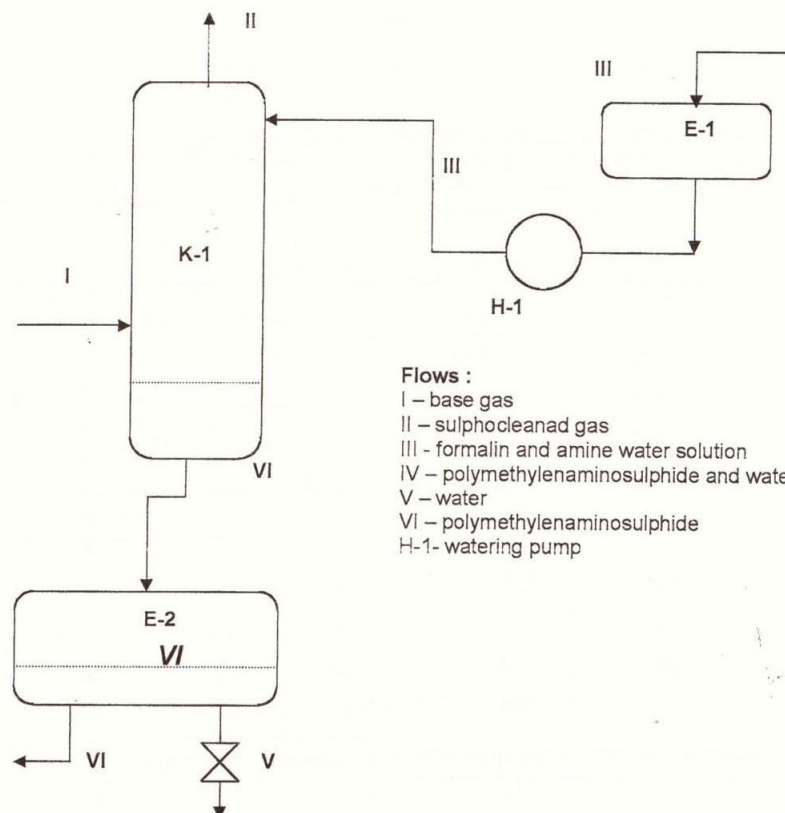 II
III
E-1
III
K-1
I
H-1
Flows :
I – base gas
II – sulphocleanad gas
III - formalin and amine water solution
IV – polymethylenaminosulphide and wate
V – water
VI – polymethylenaminosulphide
H-1- watering pump
VI
E-2
VI
VI
V